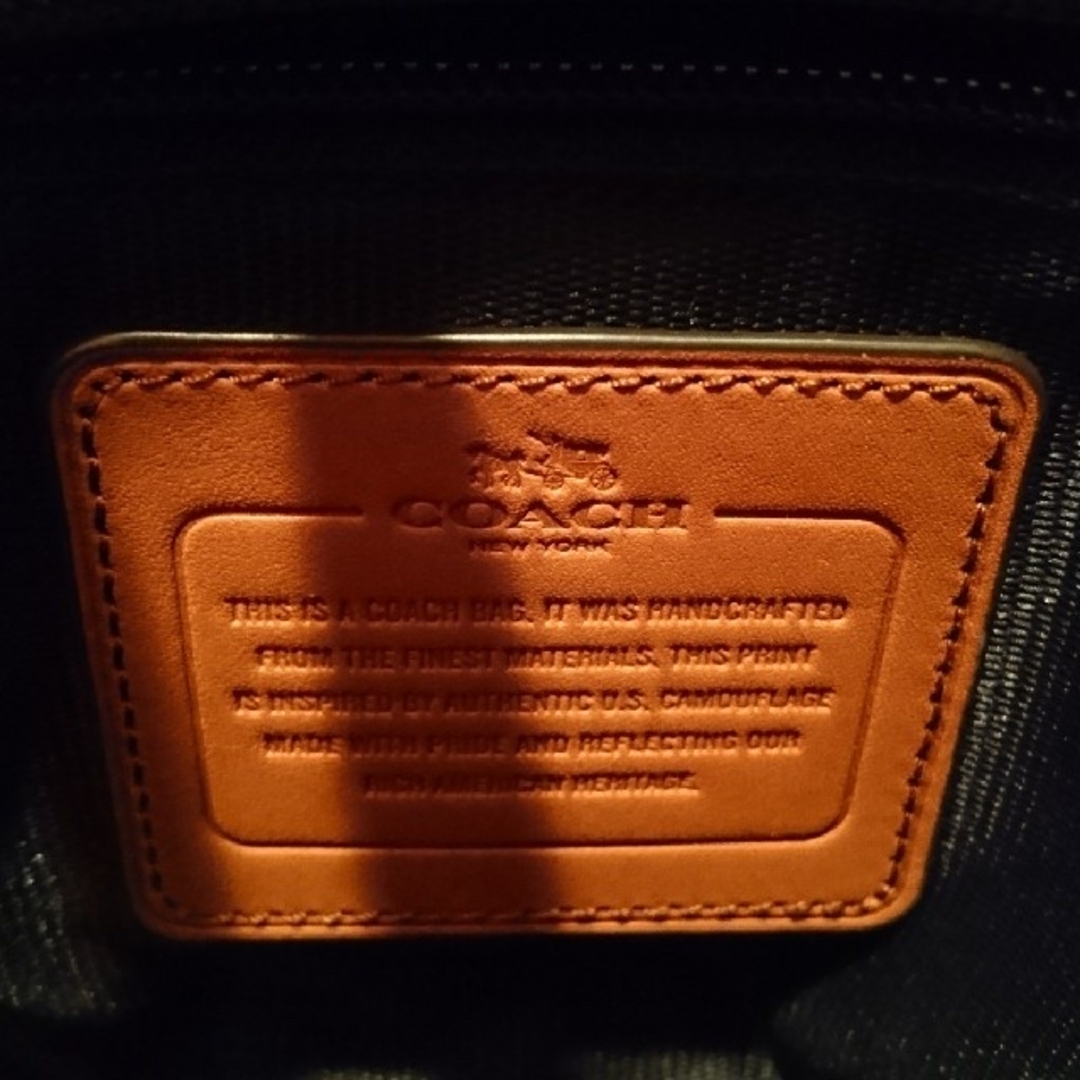 COACH
NEW YORK
THIS IS A COACH BAG. IT WAS HANDCRAFTED
FROM THE FINEST MATERIALS. THIS PRINT
IS INSPIRED BY AUTHENTIC U.S. CAMOUFLAGE
MADE WITH PRIDE AND REFLECTING OUR
RICH AMERICAN HERITAGE.